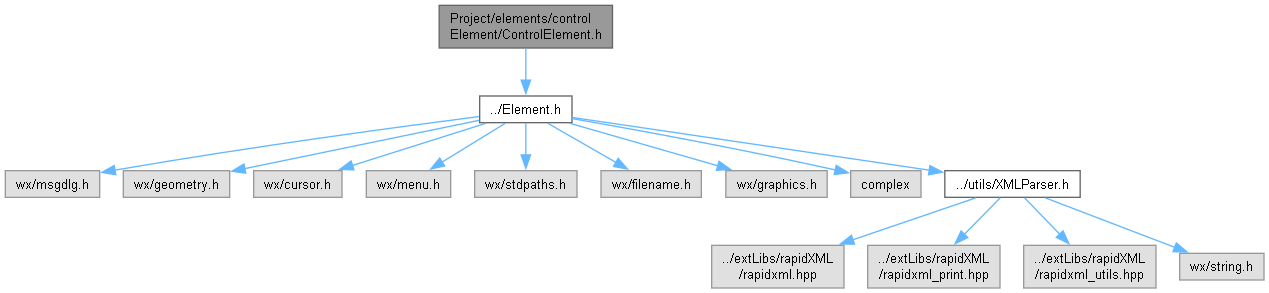 Project/elements/control
Element/ControlElement.h
../Element.h
wx/msgdlg.h
wx/geometry.h
wx/cursor.h
wx/menu.h
wx/stdpaths.h
wx/filename.h
wx/graphics.h
complex
../utils/XMLParser.h
../extLibs/rapidXML
/rapidxml.hpp
../extLibs/rapidXML
/rapidxml_print.hpp
../extLibs/rapidXML
/rapidxml_utils.hpp
wx/string.h